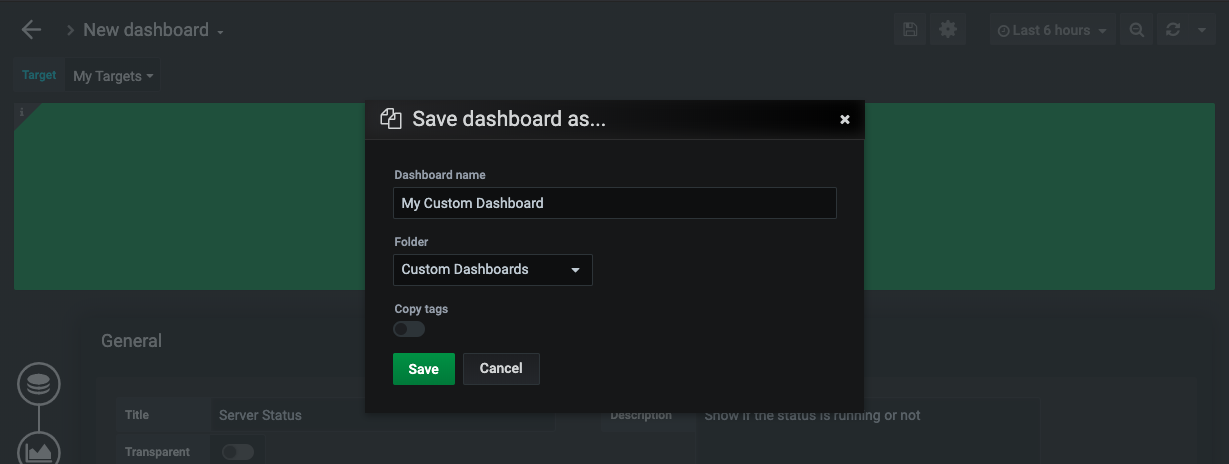 New dashboard
Last 6 hours
Target My Targets
i
Save dashboard as...
Dashboard name
My Custom Dashboard
Folder
Custom Dashboards
Copy tags
Save Cancel
General
Title Server Status Description Show if the status is running or not
Transparent